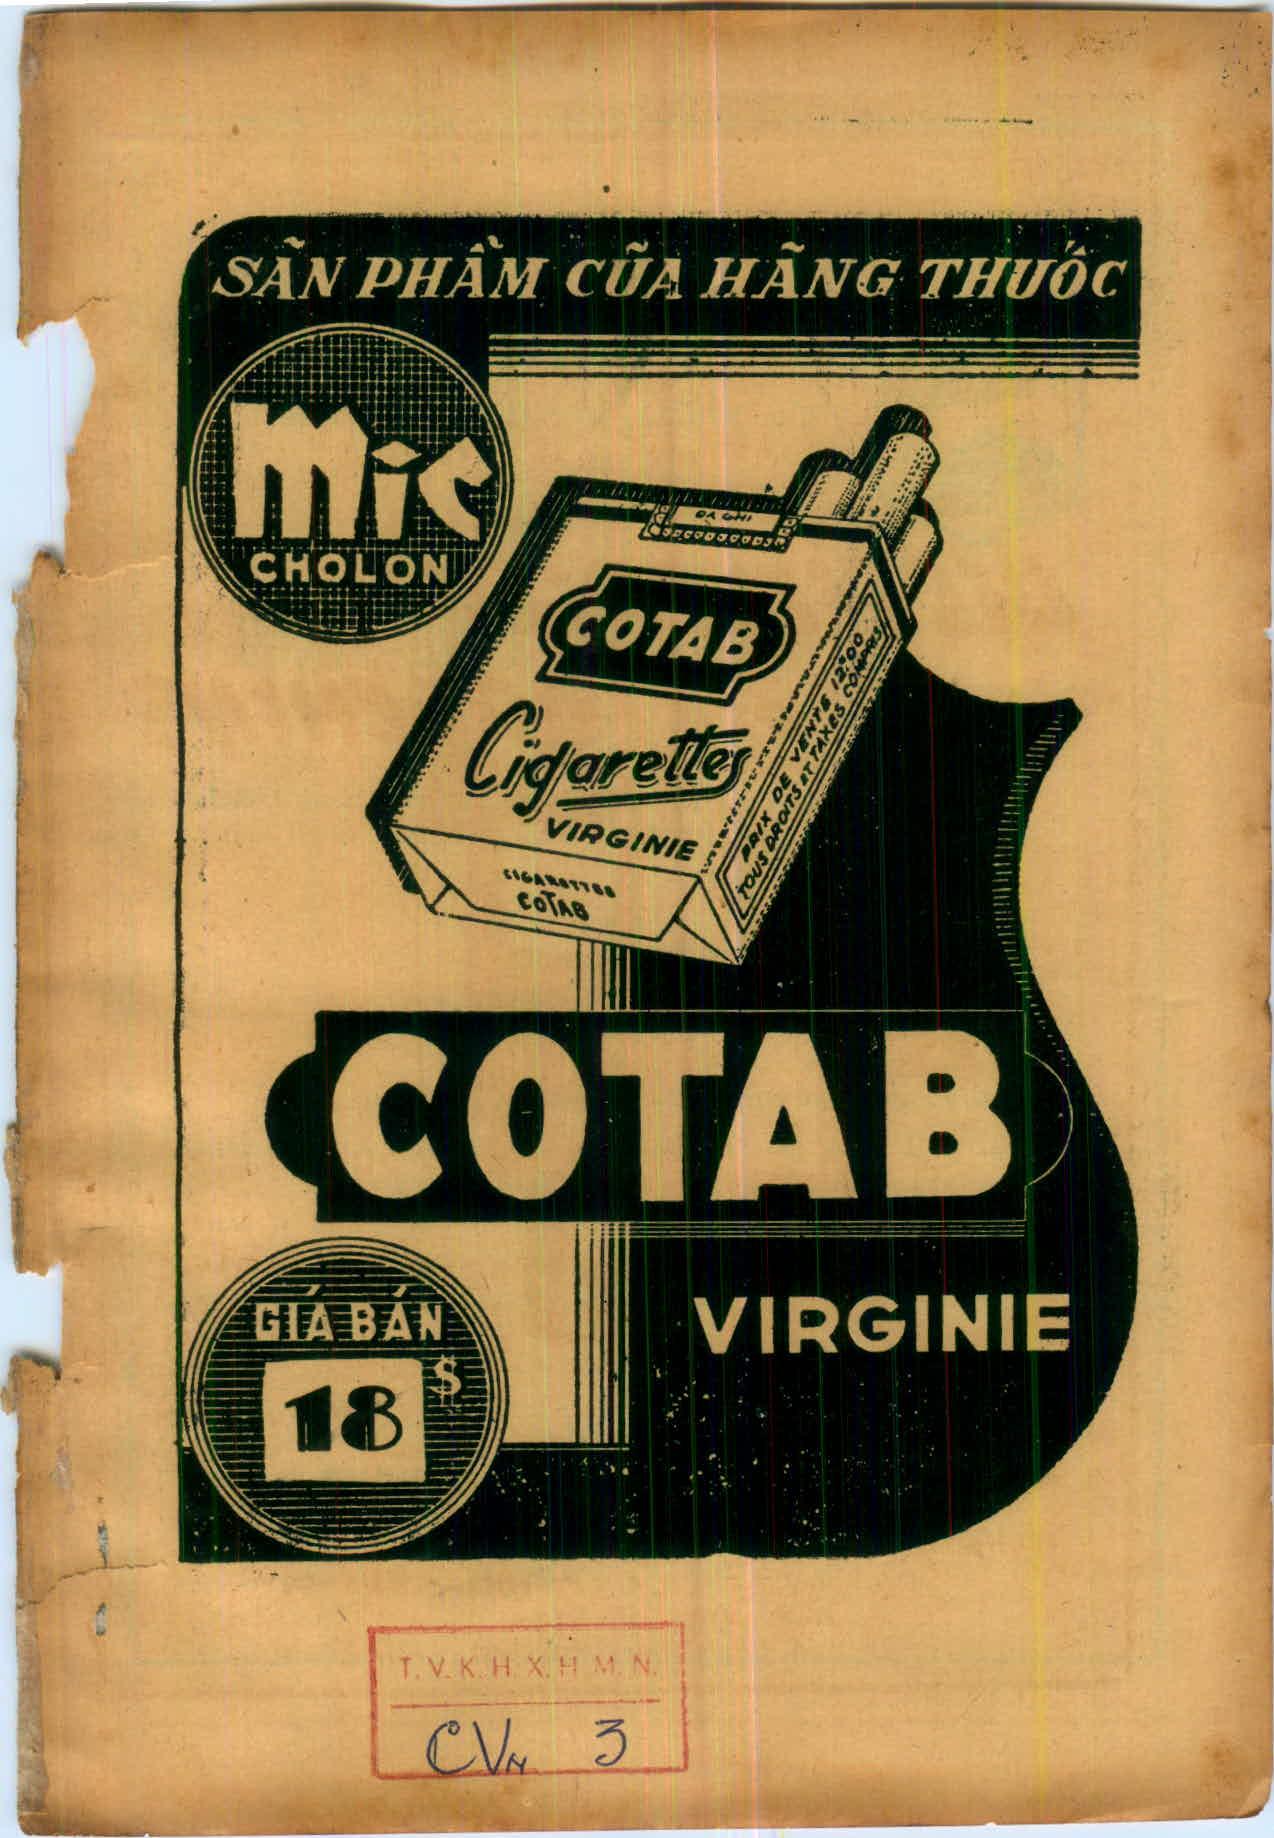 SÃN PHẨM CŨA HÃNG THUỐC
Mic
CHOLON
COTAB
Cigarettes
VIRGINIE
CIGARETTES
COTAB
PRIX DE VENTE 12$00
TOUS DROITS ET TAXES COMPRIS
COTAB
VIRGINIE
GIÁ BÁN
18$
T.V.K.H.X.H.M.N.
CVN 3